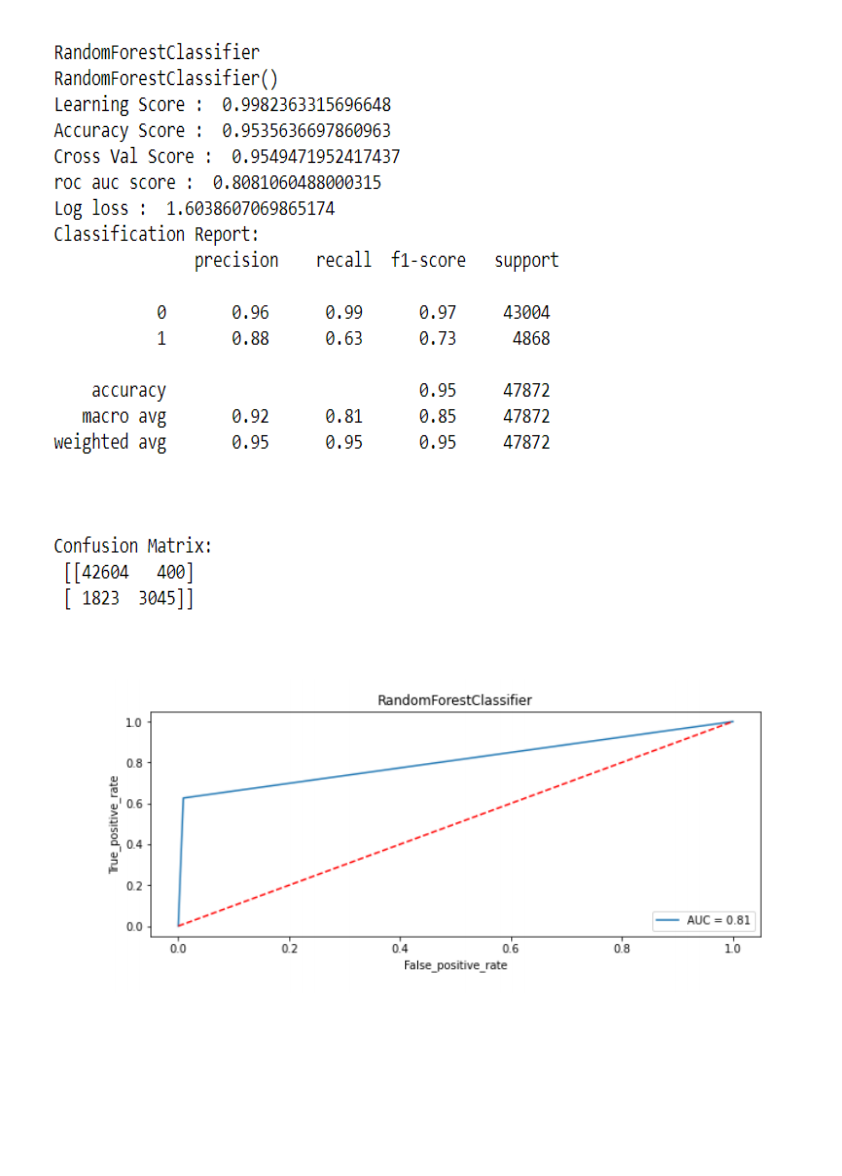 RandomForestClassifier
RandomForestClassifier()
Learning Score :  0.9982363315696648
Accuracy Score :  0.9535636697860963
Cross Val Score :  0.9549471952417437
roc auc score :  0.8081060488000315
Log loss :  1.6038607069865174
Classification Report:
precision    recall  f1-score   support
0       0.96      0.99      0.97     43004
1       0.88      0.63      0.73      4868
accuracy                           0.95     47872
macro avg       0.92      0.81      0.85     47872
weighted avg       0.95      0.95      0.95     47872
Confusion Matrix:
[[42604   400]
[ 1823  3045]]
RandomForestClassifier
1.0
0.8
0.6
0.4
0.2
0.0
True_positive_rate
AUC = 0.81
0.0 0.2 0.4 0.6 0.8 1.0
False_positive_rate